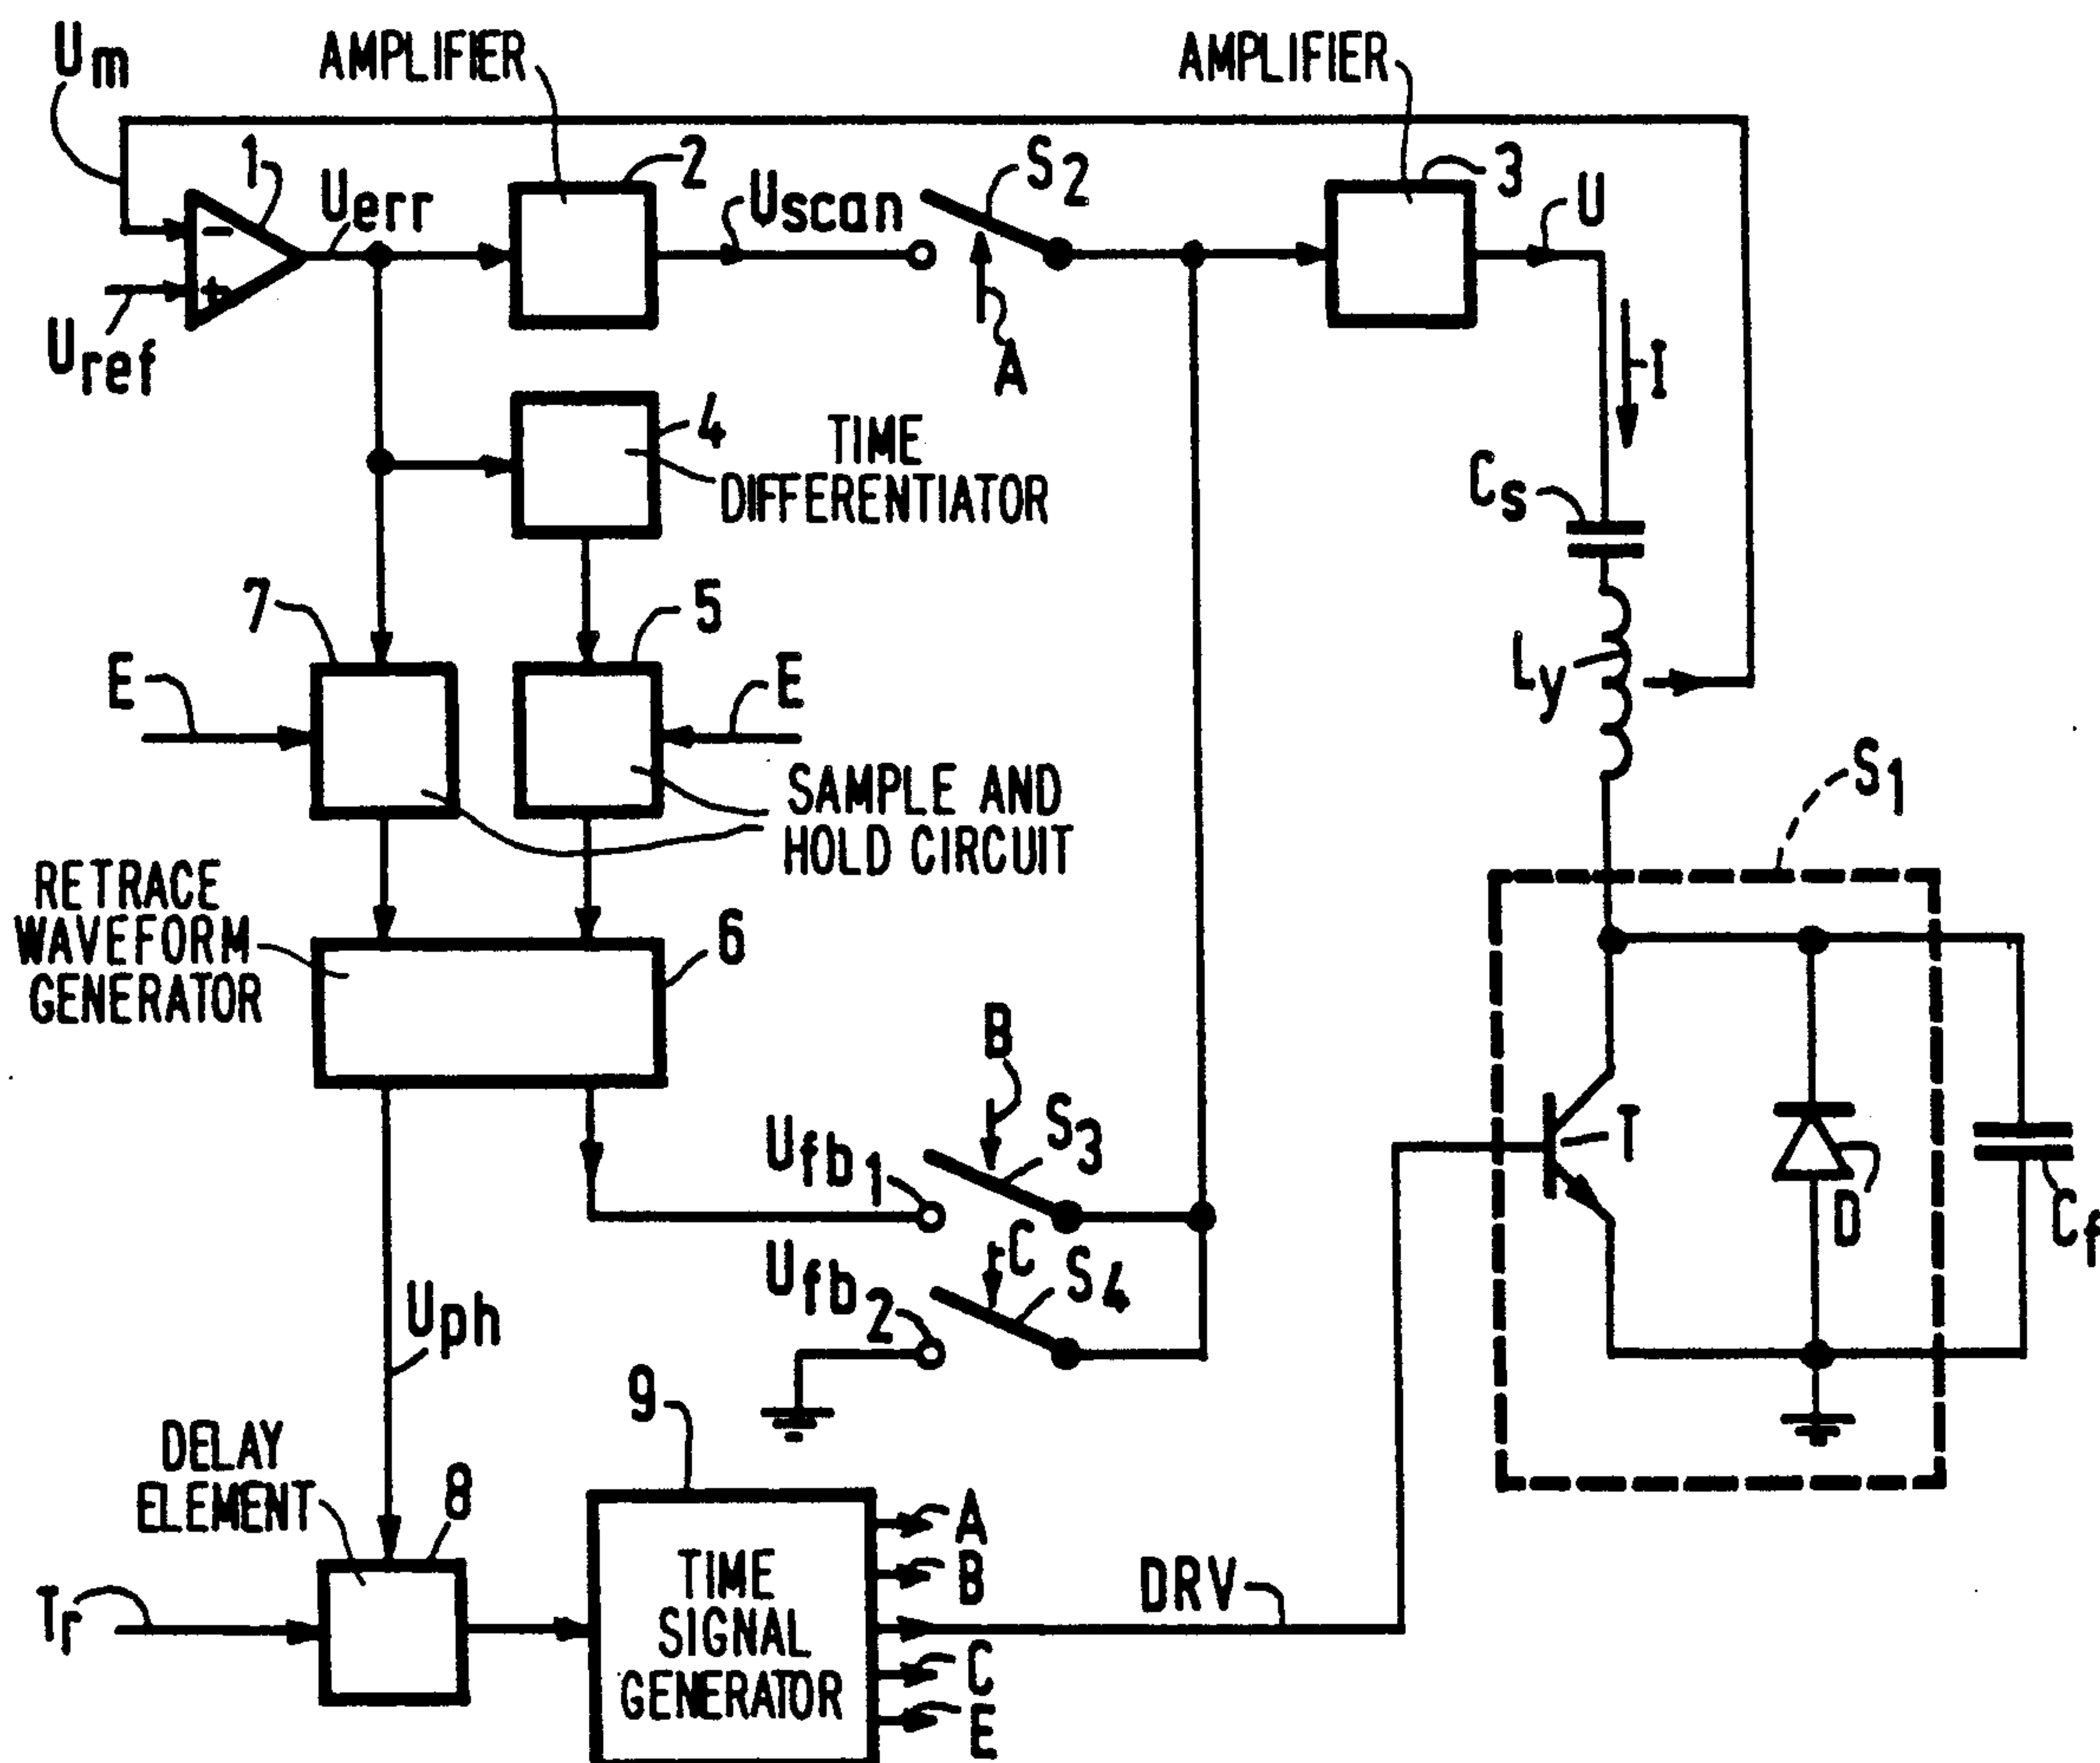 Um
AMPLIFIER
AMPLIFIER
1
Uerr
2
Uscan
S2
3
U
-
+
Uref
A
I
4
TIME
DIFFERENTIATOR
Cs
7
5
Ly
E
E
S1
SAMPLE AND
HOLD CIRCUIT
RETRACE
WAVEFORM
GENERATOR
6
B
Ufb1
S3
T
D
Cf
C
Ufb2
S4
Uph
9
DELAY
ELEMENT
8
Tr
TIME
SIGNAL
GENERATOR
A
B
DRV
C
E